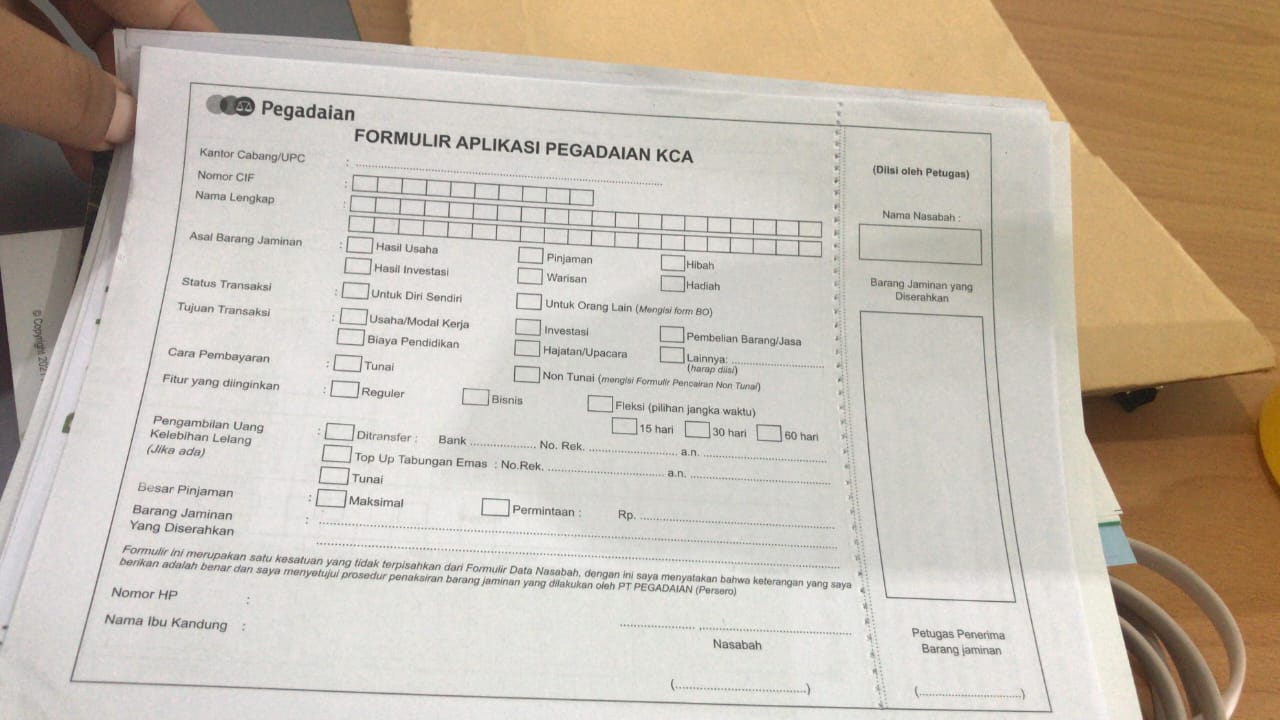 Pegadaian
FORMULIR APLIKASI PEGADAIAN KCA
Kantor Cabang/UPC : ....................
Nomor CIF :
Nama Lengkap :
Asal Barang Jaminan : Hasil Usaha Pinjaman Hibah
Hasil Investasi Warisan Hadiah
Status Transaksi : Untuk Diri Sendiri Untuk Orang Lain (Mengisi form BO)
Tujuan Transaksi : Usaha/Modal Kerja Investasi Pembelian Barang/Jasa
Biaya Pendidikan Hajatan/Upacara Lainnya: ....................
(harap diisi)
Cara Pembayaran : Tunai Non Tunai (mengisi Formulir Pencairan Non Tunai)
Fitur yang diinginkan : Reguler Bisnis Fleksi (pilihan jangka waktu)
15 hari 30 hari 60 hari
Pengambilan Uang
Kelebihan Lelang
(Jika ada)
: Ditransfer : Bank .................... No. Rek. .................... a.n. ....................
Top Up Tabungan Emas : No.Rek. .................... a.n. ....................
Tunai
Besar Pinjaman : Maksimal Permintaan : Rp. ....................
Barang Jaminan
Yang Diserahkan : ....................
....................
Formulir ini merupakan satu kesatuan yang tidak terpisahkan dari Formulir Data Nasabah, dengan ini saya menyatakan bahwa keterangan yang saya
berikan adalah benar dan saya menyetujui prosedur penaksiran barang jaminan yang dilakukan oleh PT PEGADAIAN (Persero)
Nomor HP :
Nama Ibu Kandung :
...................., ....................
Nasabah
(....................)
(Diisi oleh Petugas)
Nama Nasabah :
Barang Jaminan yang
Diserahkan
Petugas Penerima
Barang jaminan
(....................)
© Copyright 2021